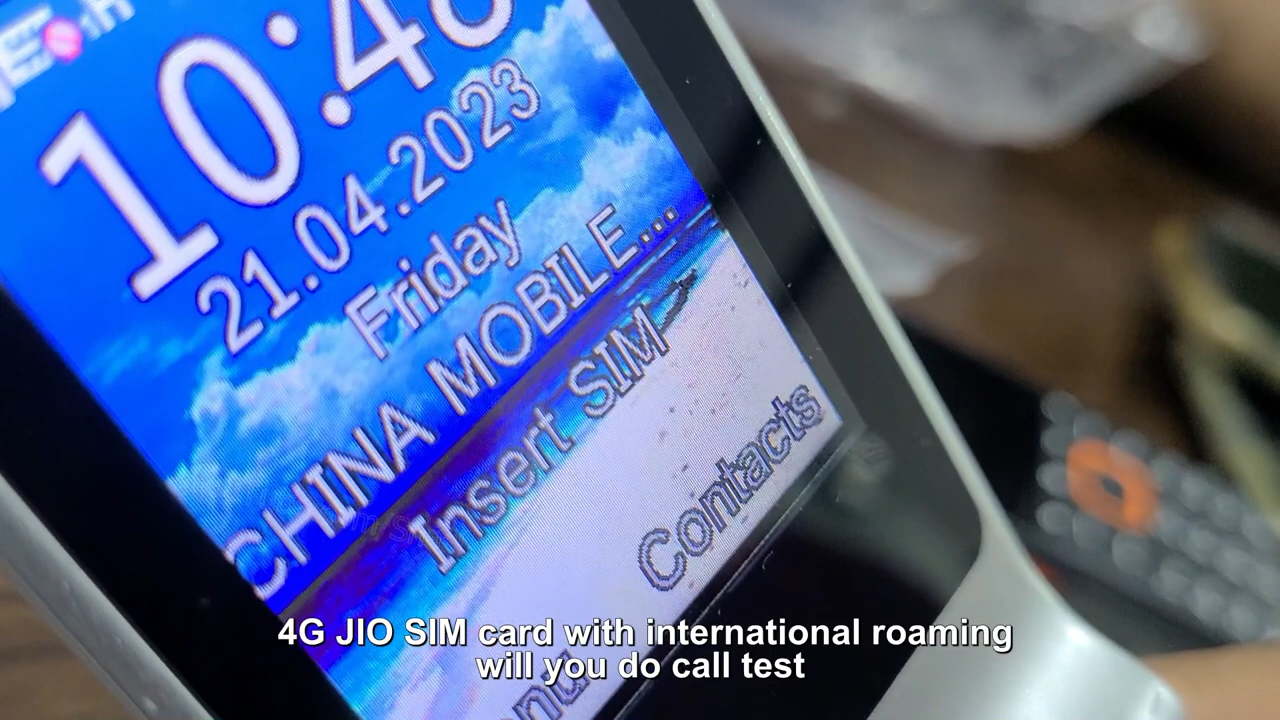 10:46
21.04.2023
Friday
CHINA MOBILE...
Insert SIM
Contacts
4G JIO SIM card with international roaming
will you do call test